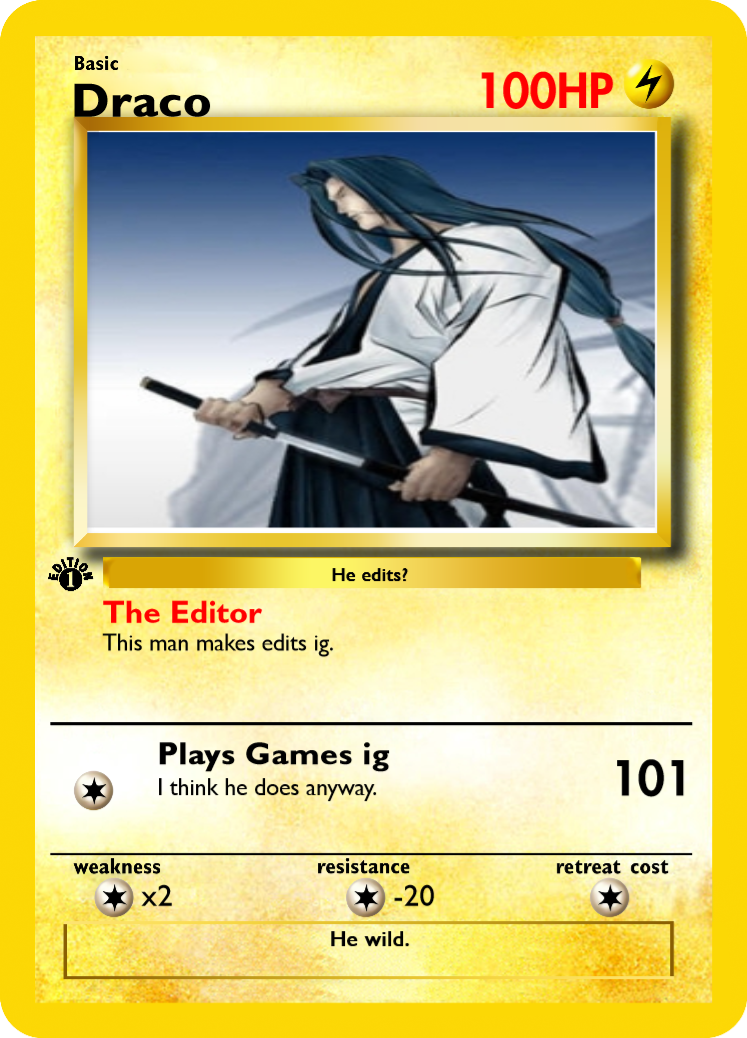 Basic
Draco
100HP
EDITION 1
He edits?
The Editor
This man makes edits ig.
Plays Games ig
I think he does anyway.
101
weakness
resistance
retreat cost
x2
-20
He wild.